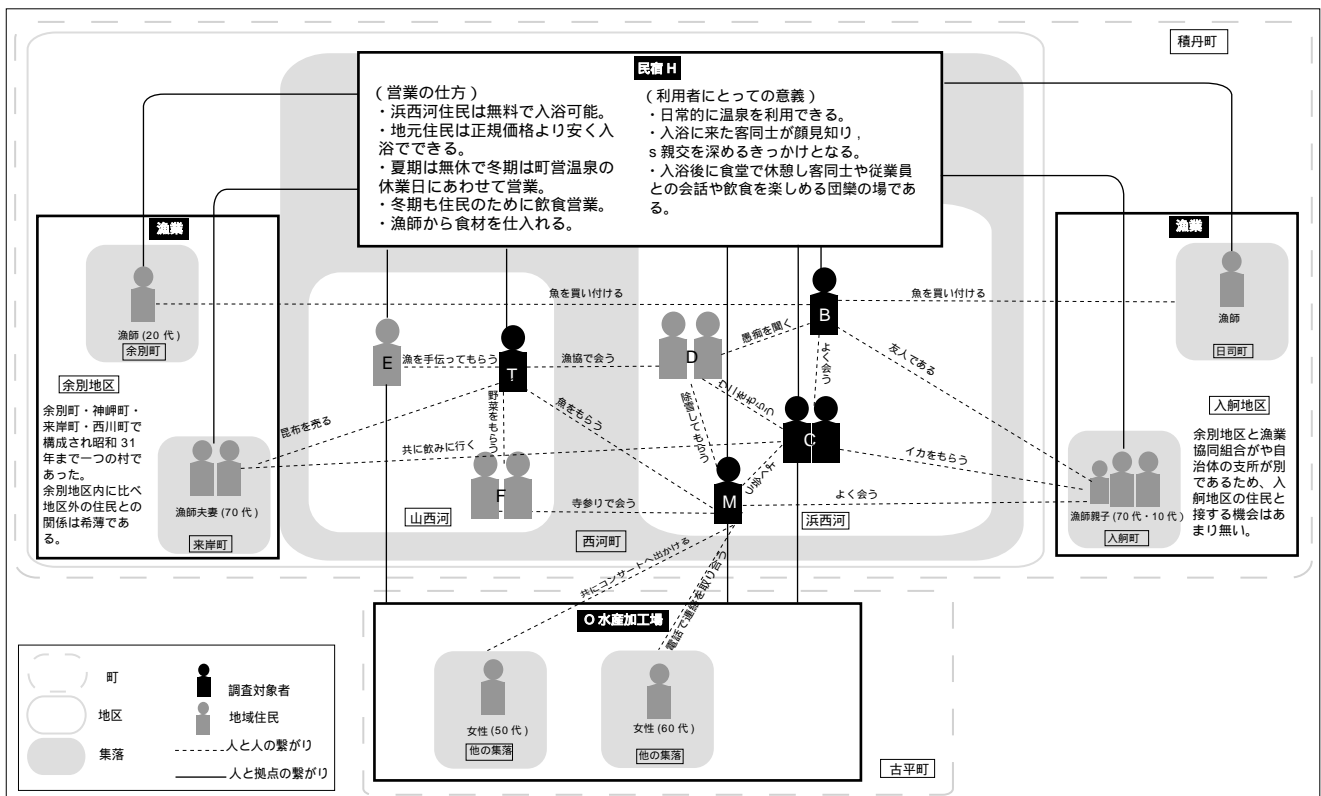 積丹町
民宿 H
（営業の仕方）
・浜西河住民は無料で入浴可能。
・地元住民は正規価格より安く入
浴でできる。
・夏期は無休で冬期は町営温泉の
休業日にあわせて営業。
・冬期も住民のために飲食営業。
・漁師から食材を仕入れる。
（利用者にとっての意義）
・日常的に温泉を利用できる。
・入浴に来た客同士が顔見知り ,
s 親交を深めるきっかけとなる。
・入浴後に食堂で休憩し客同士や従業員
との会話や飲食を楽しめる団欒の場であ
る。
漁業
漁師 (20 代 )
余別町
余別地区
余別町・神岬町・
来岸町・西川町で
構成され昭和 31
年まで一つの村で
あった。
余別地区内に比べ
地区外の住民との
関係は希薄であ
る。
漁師夫妻 (70 代 )
来岸町
漁業
漁師
日司町
入舸地区
余別地区と漁業
協同組合がや自
治体の支所が別
であるため、入
舸地区の住民と
接する機会はあ
まり無い。
漁師親子 (70 代・10 代 )
入舸町
魚を買い付ける
魚を買い付ける
E
漁を手伝ってもらう
T
漁協で会う
D
愚痴を聞く
B
よく会う
友人である
野菜をもらう
魚をもらう
除雪してもらう
C
昆布を売る
共に飲みに行く
イカをもらう
よく会う
F
寺参りで会う
M
よく会う
山西河
浜西河
西河町
共にコンサートへ出かける
電話で連絡を取り合う
O 水産加工場
女性 (50 代 )
他の集落
女性 (60 代 )
他の集落
古平町
町
地区
集落
調査対象者
地域住民
人と人の繋がり
人と拠点の繋がり